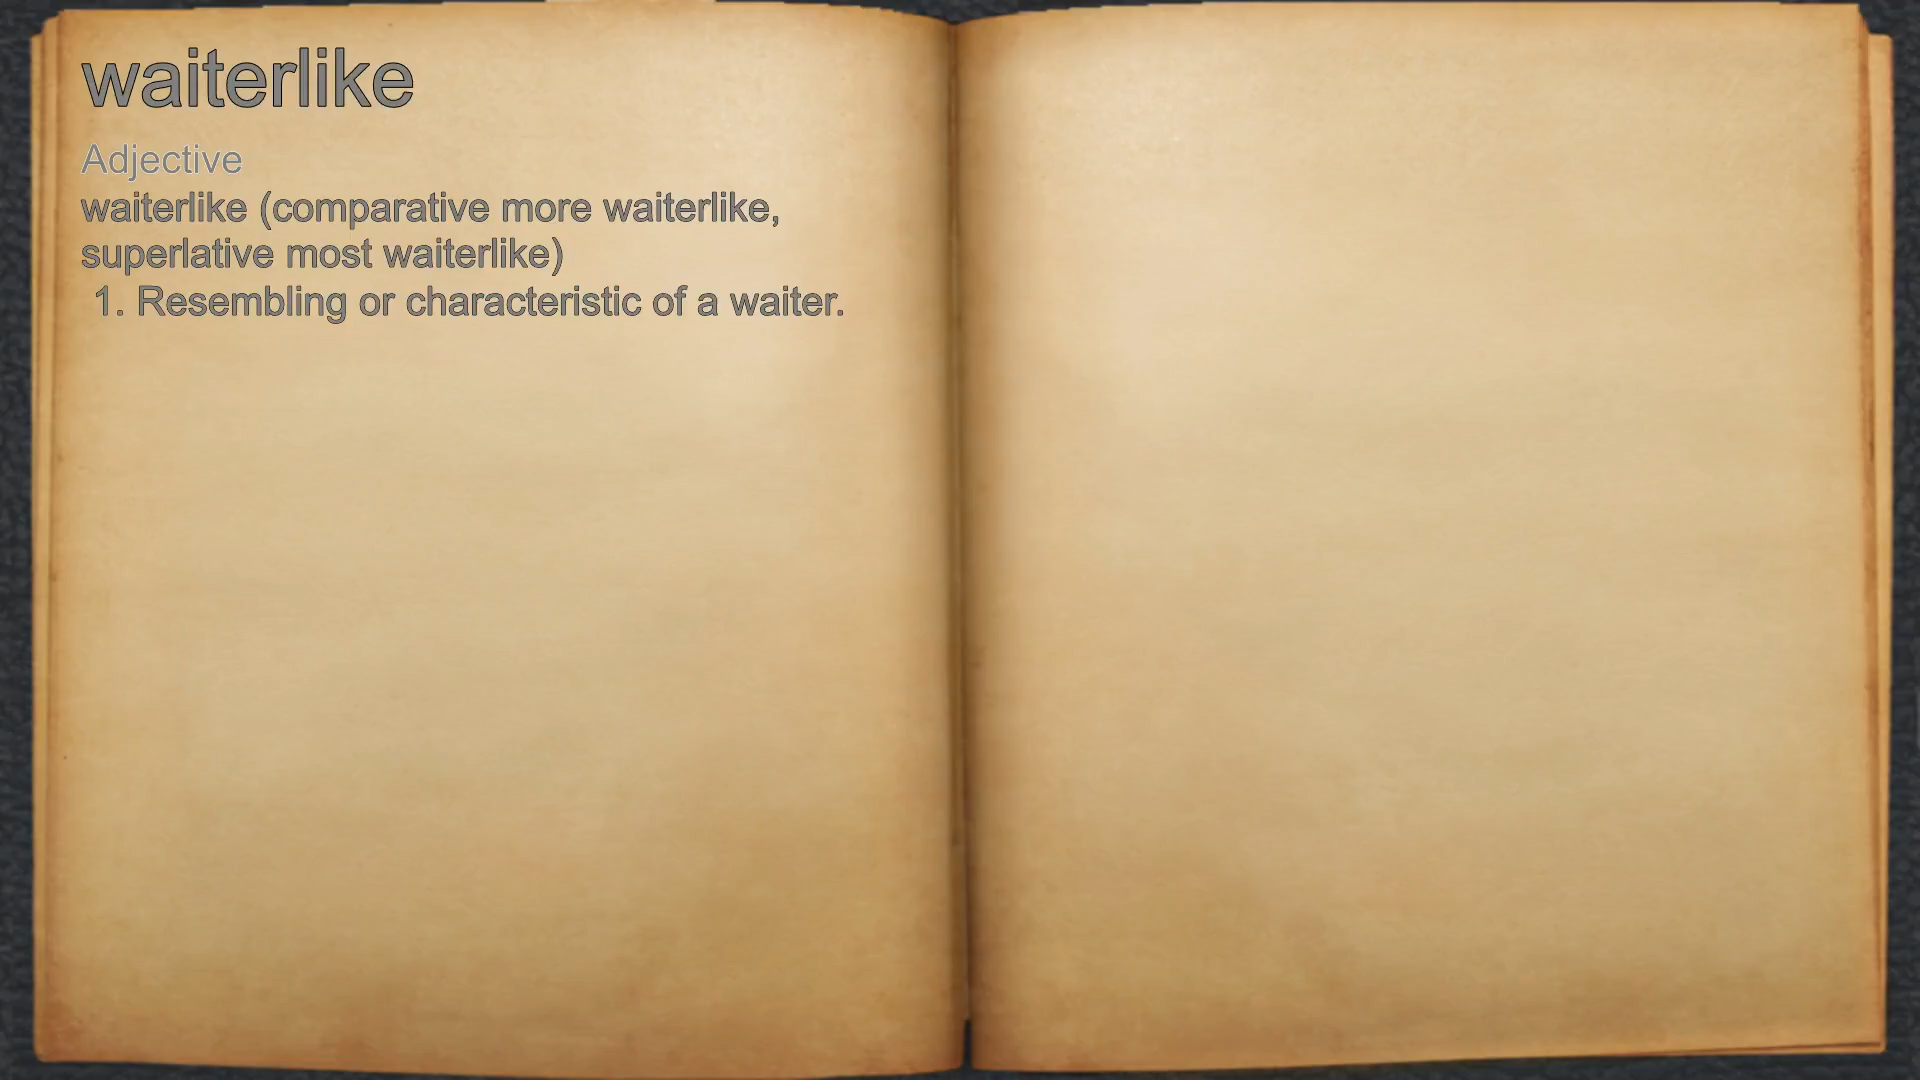 waiterlike
Adjective
waiterlike (comparative more waiterlike,
superlative most waiterlike)
1. Resembling or characteristic of a waiter.